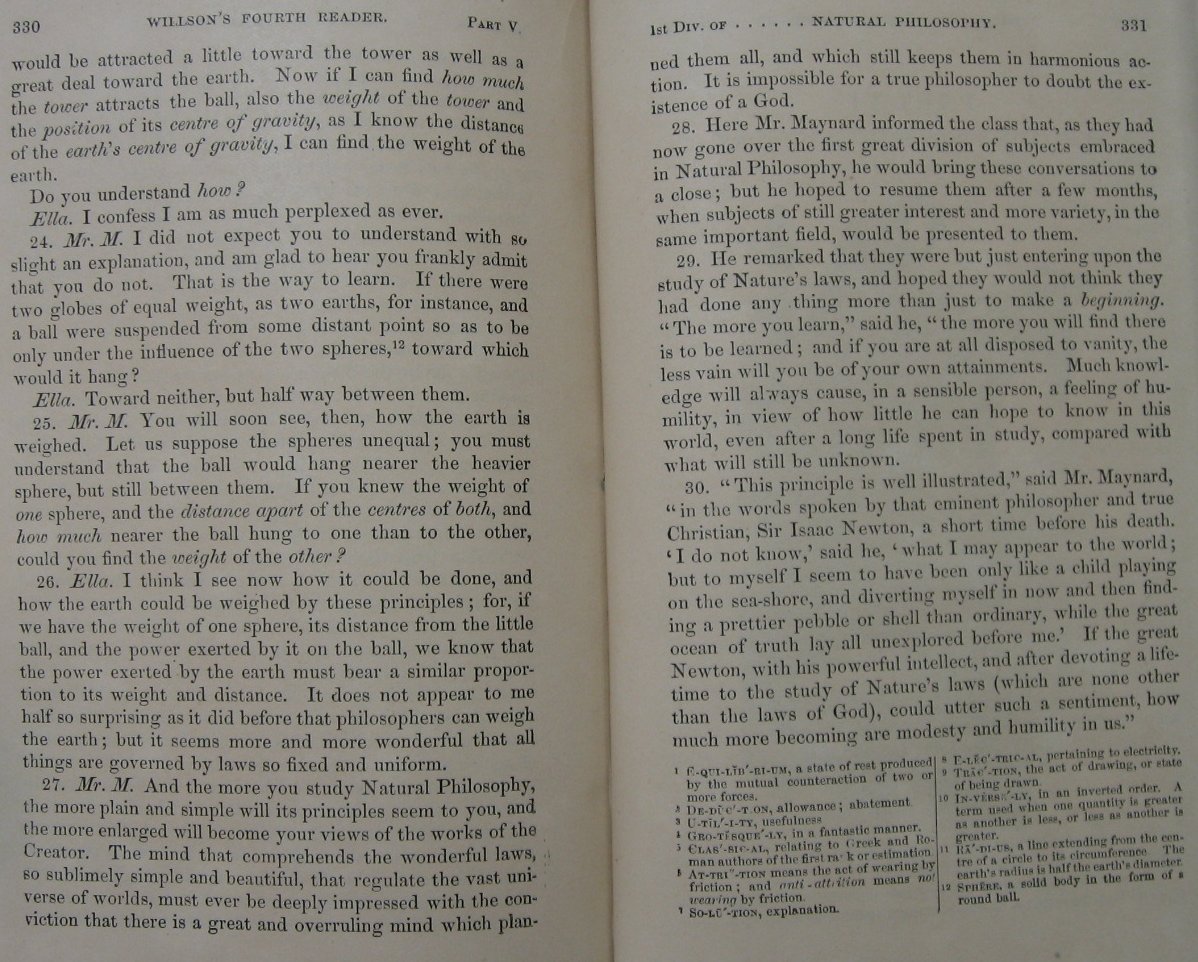 330 WILLSON'S FOURTH READER. PART V.
would be attracted a little toward the tower as well as a
great deal toward the earth. Now if I can find how much
the tower attracts the ball, also the weight of the tower and
the position of its centre of gravity, as I know the distance
of the earth's centre of gravity, I can find the weight of the
earth.
Do you understand how?
Ella. I confess I am as much perplexed as ever.
24. Mr. M. I did not expect you to understand with so
slight an explanation, and am glad to hear you frankly admit
that you do not. That is the way to learn. If there were
two globes of equal weight, as two earths, for instance, and
a ball were suspended from some distant point so as to be
only under the influence of the two spheres,12 toward which
would it hang?
Ella. Toward neither, but half way between them.
25. Mr. M. You will soon see, then, how the earth is
weighed. Let us suppose the spheres unequal; you must
understand that the ball would hang nearer the heavier
sphere, but still between them. If you knew the weight of
one sphere, and the distance apart of the centres of both, and
how much nearer the ball hung to one than to the other,
could you find the weight of the other?
26. Ella. I think I see now how it could be done, and
how the earth could be weighed by these principles; for, if
we have the weight of one sphere, its distance from the little
ball, and the power exerted by it on the ball, we know that
the power exerted by the earth must bear a similar propor-
tion to its weight and distance. It does not appear to me
half so surprising as it did before that philosophers can weigh
the earth; but it seems more and more wonderful that all
things are governed by laws so fixed and uniform.
27. Mr. M. And the more you study Natural Philosophy,
the more plain and simple will its principles seem to you, and
the more enlarged will become your views of the works of the
Creator. The mind that comprehends the wonderful laws,
so sublimely simple and beautiful, that regulate the vast uni-
verse of worlds, must ever be deeply impressed with the con-
viction that there is a great and overruling mind which plan-
1st DIV. OF . . . . . . NATURAL PHILOSOPHY. 331
ned them all, and which still keeps them in harmonious ac-
tion. It is impossible for a true philosopher to doubt the ex-
istence of a God.
28. Here Mr. Maynard informed the class that, as they had
now gone over the first great division of subjects embraced
in Natural Philosophy, he would bring these conversations to
a close; but he hoped to resume them after a few months,
when subjects of still greater interest and more variety, in the
same important field, would be presented to them.
29. He remarked that they were but just entering upon the
study of Nature's laws, and hoped they would not think they
had done any thing more than just to make a beginning.
"The more you learn," said he, "the more you will find there
is to be learned; and if you are at all disposed to vanity, the
less vain will you be of your own attainments. Much knowl-
edge will always cause, in a sensible person, a feeling of hu-
mility, in view of how little he can hope to know in this
world, even after a long life spent in study, compared with
what will still be unknown.
30. "This principle is well illustrated," said Mr. Maynard,
"in the words spoken by that eminent philosopher and true
Christian, Sir Isaac Newton, a short time before his death.
'I do not know,' said he, 'what I may appear to the world;
but to myself I seem to have been only like a child playing
on the sea-shore, and diverting myself in now and then find-
ing a prettier pebble or shell than ordinary, while the great
ocean of truth lay all unexplored before me.' If the great
Newton, with his powerful intellect, and after devoting a life-
time to the study of Nature's laws (which are none other
than the laws of God), could utter such a sentiment, how
much more becoming are modesty and humility in us."
1 Ē-QUI-LĬB'-RI-UM, a state of rest produced
by the mutual counteraction of two or
more forces.
2 DE-DŬC'-TION, allowance; abatement.
3 U-TĬL'-I-TY, usefulness
4 GRO-TĔSQUE'-LY, in a fantastic manner.
5 CLAS'-SIC-AL, relating to Greek and Ro-
man authors of the first rank or estimation.
6 AT-TRI"-TION means the act of wearing by
friction; and anti-attrition means not
wearing by friction.
7 SO-LŪ'-TION, explanation.
8 E-LĔC'-TRIC-AL, pertaining to electricity.
9 TRĂC'-TION, the act of drawing, or state
of being drawn.
10 IN-VĔRSE'-LY, in an inverted order. A
term used when one quantity is greater
as another is less, or less as another is
greater.
11 RĀ'-DI-US, a line extending from the cen-
tre of a circle to its circumference. The
earth's radius is half the earth's diameter.
12 SPHĒRE, a solid body in the form of a
round ball.